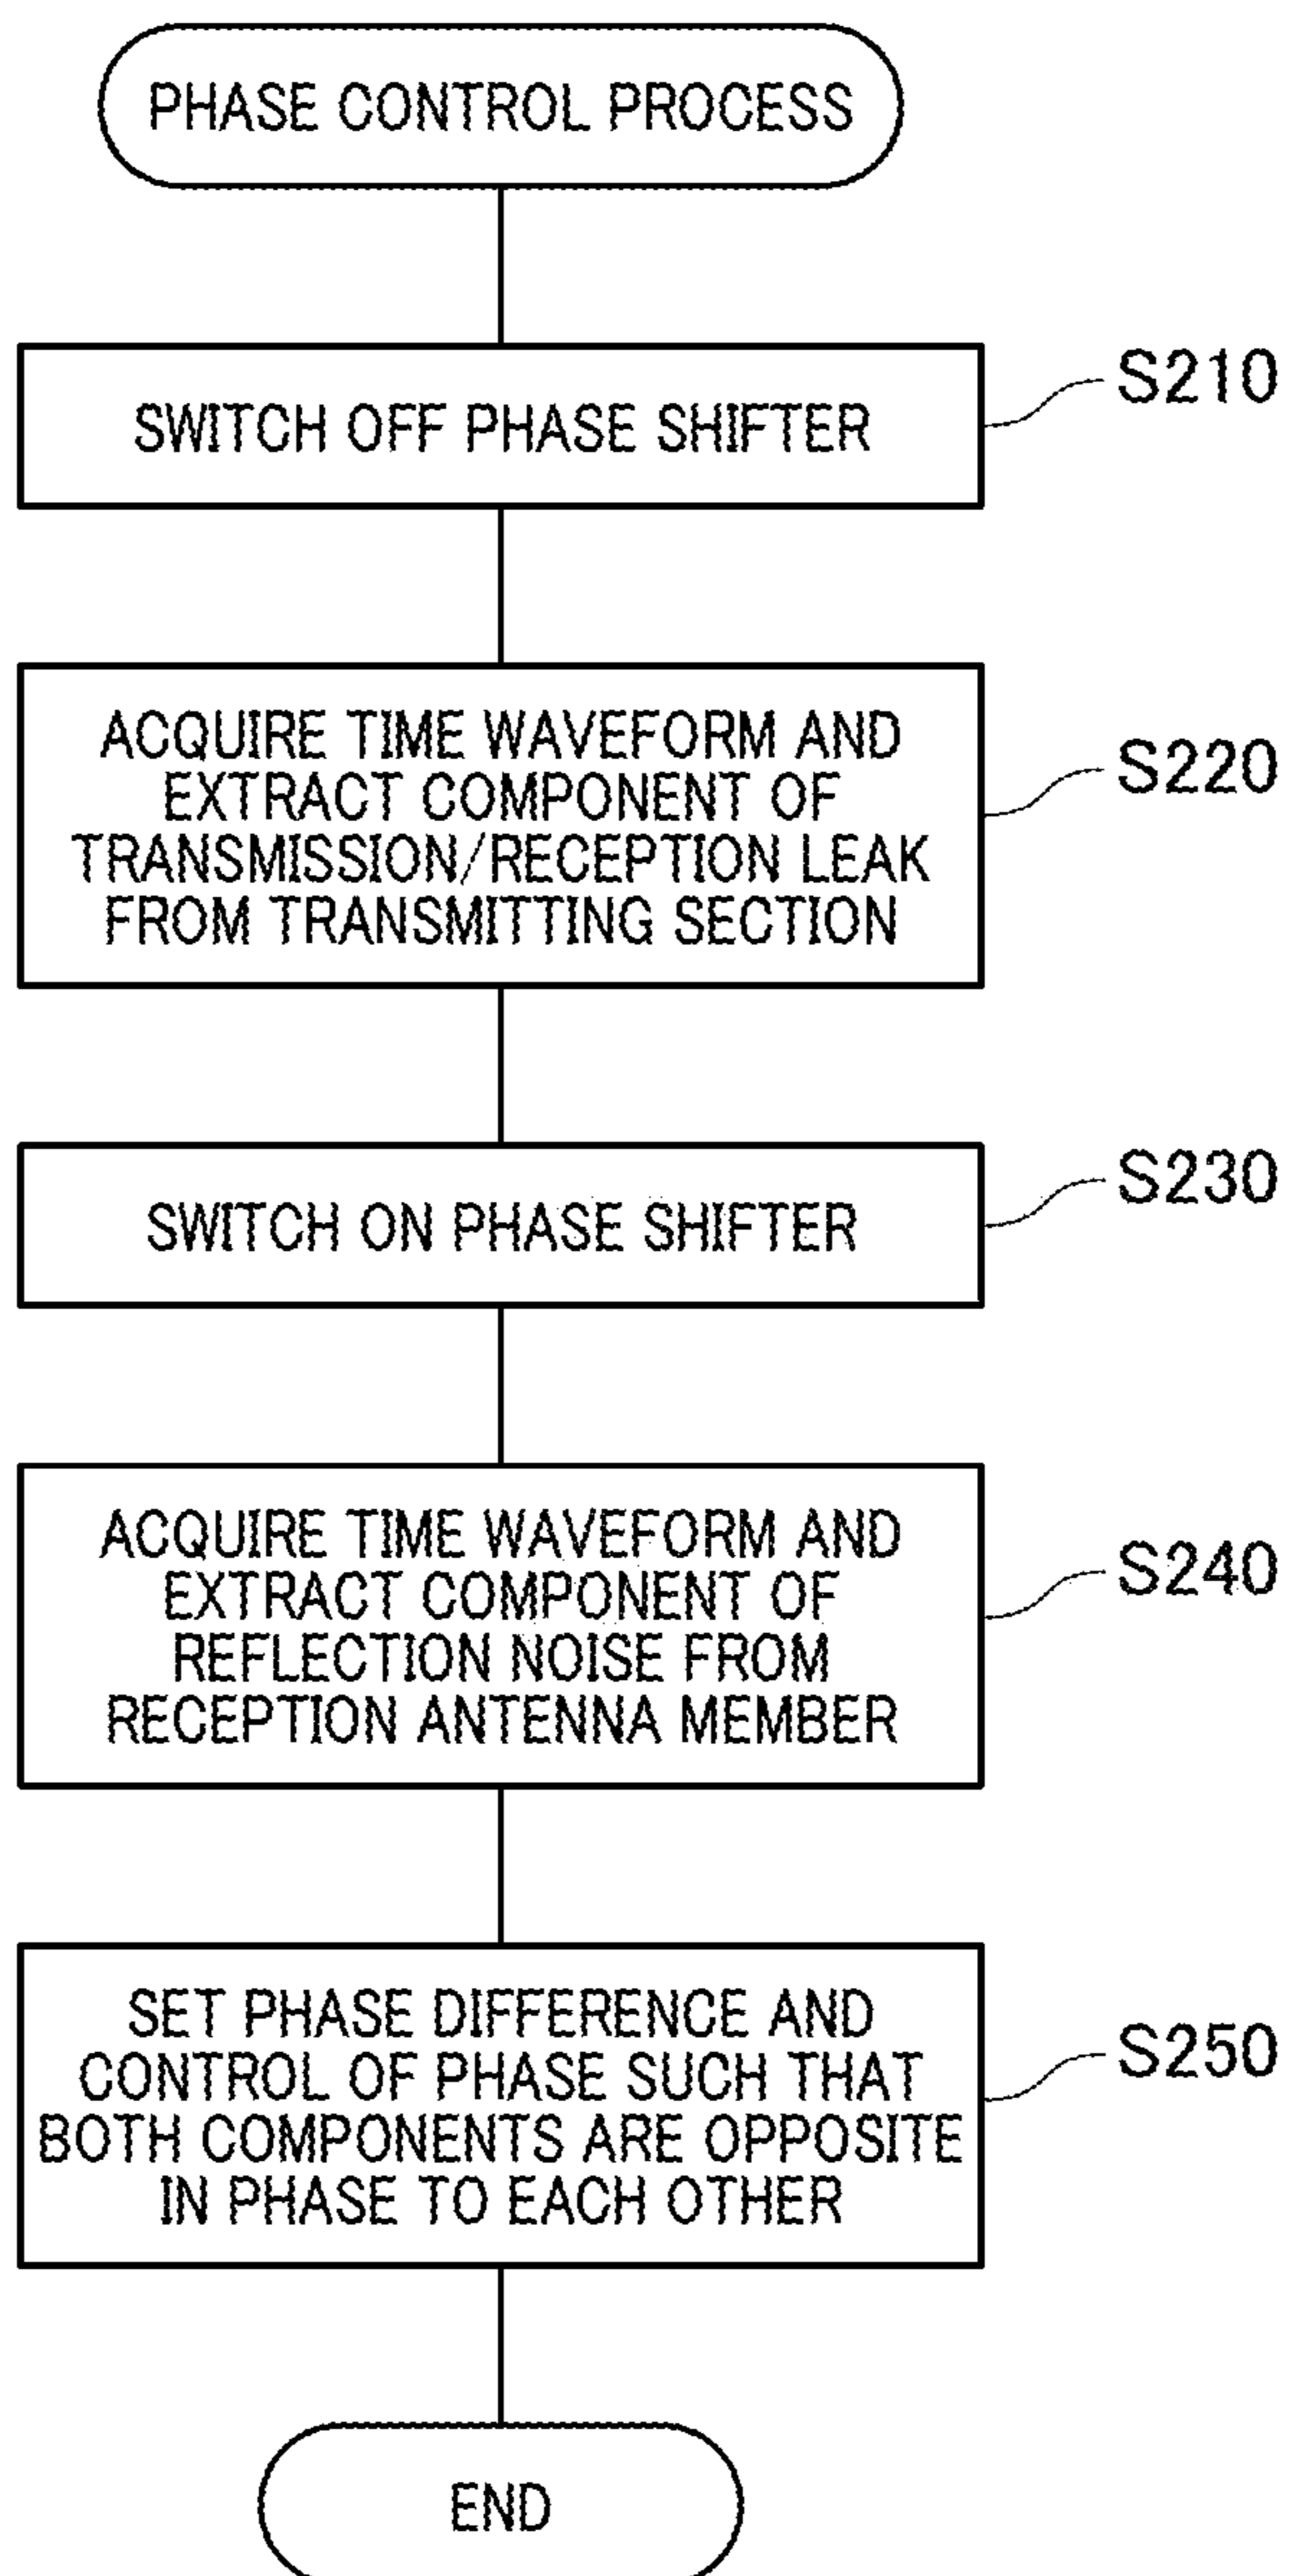 PHASE CONTROL PROCESS
SWITCH OFF PHASE SHIFTER
S210
ACQUIRE TIME WAVEFORM AND
EXTRACT COMPONENT OF
TRANSMISSION/RECEPTION LEAK
FROM TRANSMITTING SECTION
S220
SWITCH ON PHASE SHIFTER
S230
ACQUIRE TIME WAVEFORM AND
EXTRACT COMPONENT OF
REFLECTION NOISE FROM
RECEPTION ANTENNA MEMBER
S240
SET PHASE DIFFERENCE AND
CONTROL OF PHASE SUCH THAT
BOTH COMPONENTS ARE OPPOSITE
IN PHASE TO EACH OTHER
S250
END